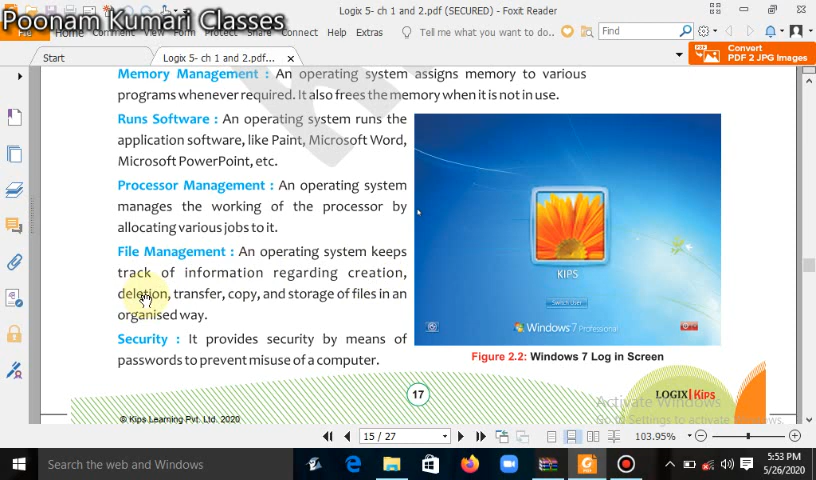 Poonam Kumari Classes
Logix 5- ch 1 and 2.pdf (SECURED) - Foxit Reader
File Home Comment View Form Protect Share Connect Help Extras Tell me what you want to do.. Find
Start Logix 5- ch 1 and 2.pdf...
Convert
PDF 2 JPG Images
Memory Management : An operating system assigns memory to various
programs whenever required. It also frees the memory when it is not in use.
Runs Software : An operating system runs the
application software, like Paint, Microsoft Word,
Microsoft PowerPoint, etc.
Processor Management : An operating system
manages the working of the processor by
allocating various jobs to it.
File Management : An operating system keeps
track of information regarding creation,
deletion, transfer, copy, and storage of files in an
organised way.
Security : It provides security by means of
passwords to prevent misuse of a computer.
KIPS
Switch User
Windows 7 Professional
Figure 2.2: Windows 7 Log in Screen
17
LOGIX Kips
Activate Windows
Go to Settings to activate Windows.
© Kips Learning Pvt. Ltd. 2020
15 / 27
103.95%
Search the web and Windows
5:53 PM
5/26/2020